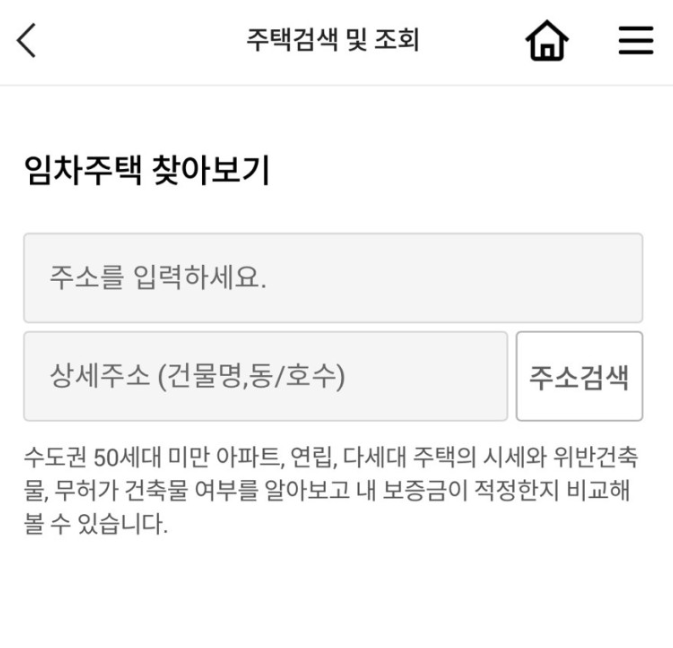 주택검색 및 조회
임차주택 찾아보기
주소를 입력하세요.
상세주소 (건물명,동/호수)
주소검색
수도권 50세대 미만 아파트, 연립, 다세대 주택의 시세와 위반건축
물, 무허가 건축물 여부를 알아보고 내 보증금이 적정한지 비교해
볼 수 있습니다.